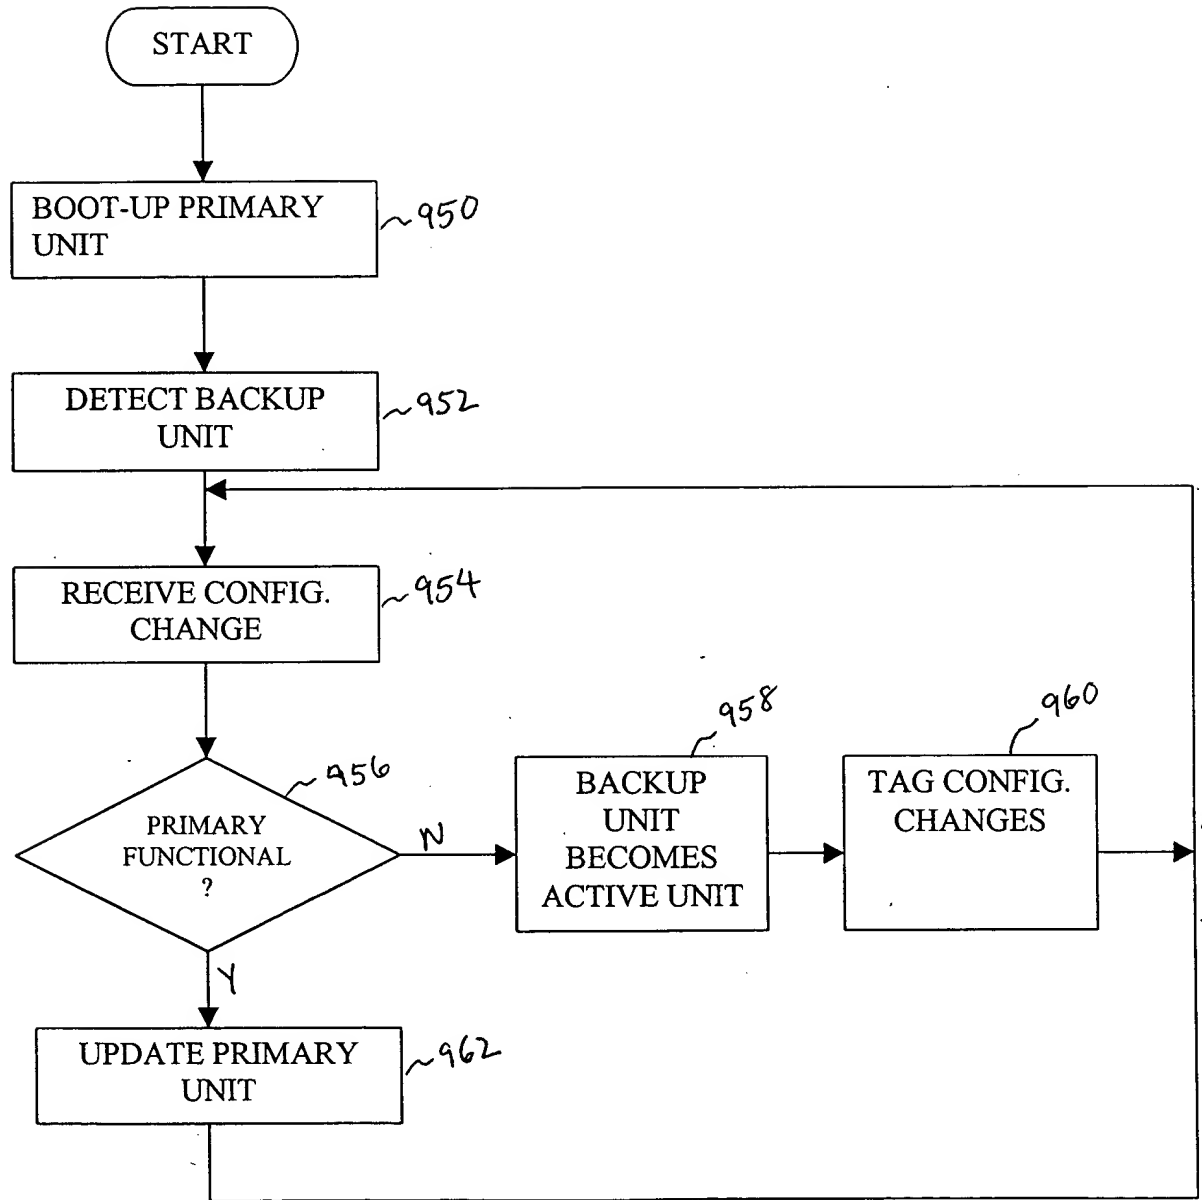 START
BOOT-UP PRIMARY
UNIT
950
DETECT BACKUP
UNIT
952
RECEIVE CONFIG.
CHANGE
954
PRIMARY
FUNCTIONAL
?
956
N
BACKUP
UNIT
BECOMES
ACTIVE UNIT
958
TAG CONFIG.
CHANGES
960
Y
UPDATE PRIMARY
UNIT
962